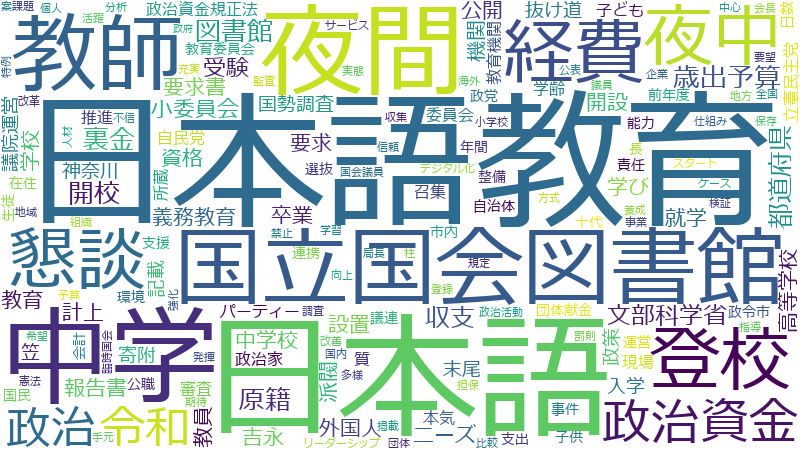 案課題
個人
分析
活躍
政治資金規正法
サービス
公開
抜け道
子ども
中心
会長
日教
政府
図書館
機関
教育機関
夜中
特例
教師
夜間
経費
要望
教育委員会
充実
監査
実態
海外
公表
議員
受験
要求書
学齢
企業
歳出予算
立憲民主党
議院運営
改革
推進
不信
小委員会
国勢調査
収集
政党
開設
前年度
地方
全国
人材
裏金
自民党
要求
信頼
委員会
小学校
能力
仕組み
保存
学校
日本語教育
年間
神奈川
資格
選抜
国会議員
デジタル化
整備
責任
長
スタート
都道府県
在住
開校
所蔵
召集
方式
学び
ケース
生徒
地域
義務教育
卒業
自治体
養成
事業
検証
組織
禁止
学習
市内
十代
就学
懇談
支援
連携
局長
柱
国立国会図書館
記載
向上
登録
規定
高等学校
教育
予算
環境
強化
計上
パーティー
調査
政治活動
団体献金
文部科学省
政令市
中学
希望
会計
臨時国会
笠
寄附
発揮
中学校
設置
議連
収支
罰則
政策
運営
指導
政治家
改善
国内
日本語
質
現場
登校
憲法
報告書
公職
派閥
多様
末尾
担保
入学
国民
審査
原籍
政治
手元
令和
期待
教員
吉永
外国人
掲載
本気
ニーズ
事件
政治資金
リーダーシップ
団体
比較
支出
子供